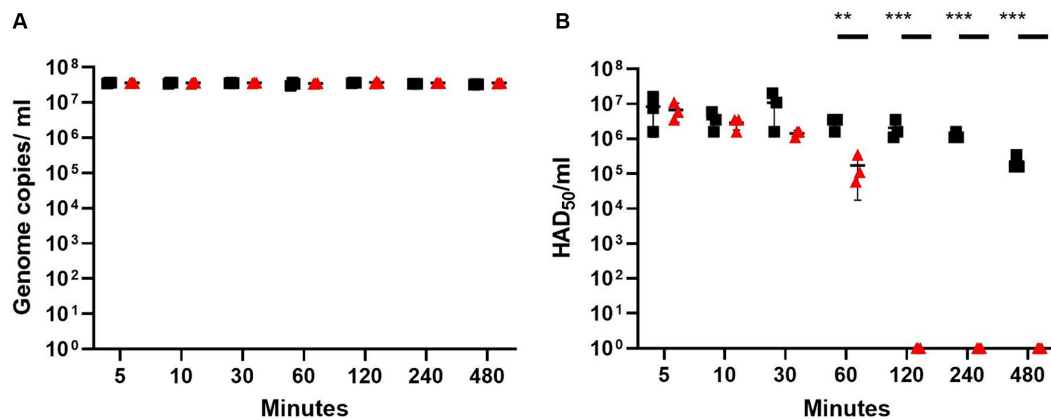 ** *** *** ***
A
B
Genome copies/ ml
10⁸
10⁷
10⁶
10⁵
10⁴
10³
10²
10¹
10⁰
5 10 30 60 120 240 480
Minutes
HAD₅₀/ml
10⁸
10⁷
10⁶
10⁵
10⁴
10³
10²
10¹
10⁰
5 10 30 60 120 240 480
Minutes